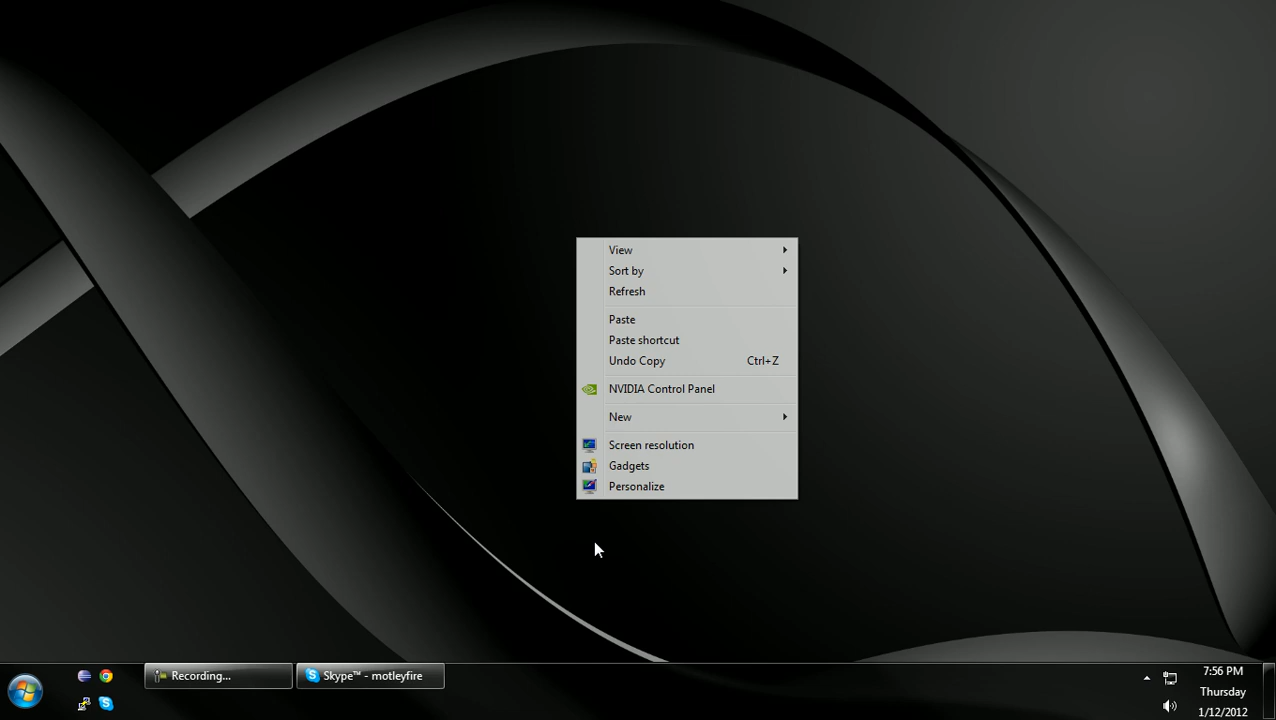 View
Sort by
Refresh
Paste
Paste shortcut
Undo Copy Ctrl+Z
NVIDIA Control Panel
New
Screen resolution
Gadgets
Personalize
Recording...
Skype™ - motleyfire
7:56 PM
Thursday
1/12/2012